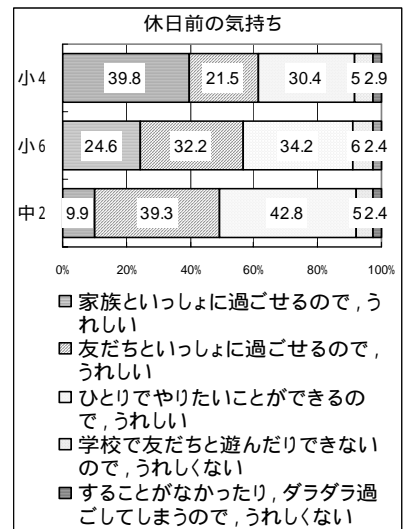 休日前の気持ち
小4 39.8 21.5 30.4 5 2.9
小6 24.6 32.2 34.2 6 2.4
中2 9.9 39.3 42.8 5 2.4
0% 20% 40% 60% 80% 100%
家族といっしょに過ごせるので，う
れしい
友だちといっしょに過ごせるので，
うれしい
ひとりでやりたいことができるの
で，うれしい
学校で友だちと遊んだりできない
ので，うれしくない
することがなかったり，ダラダラ過
ごしてしまうので，うれしくない